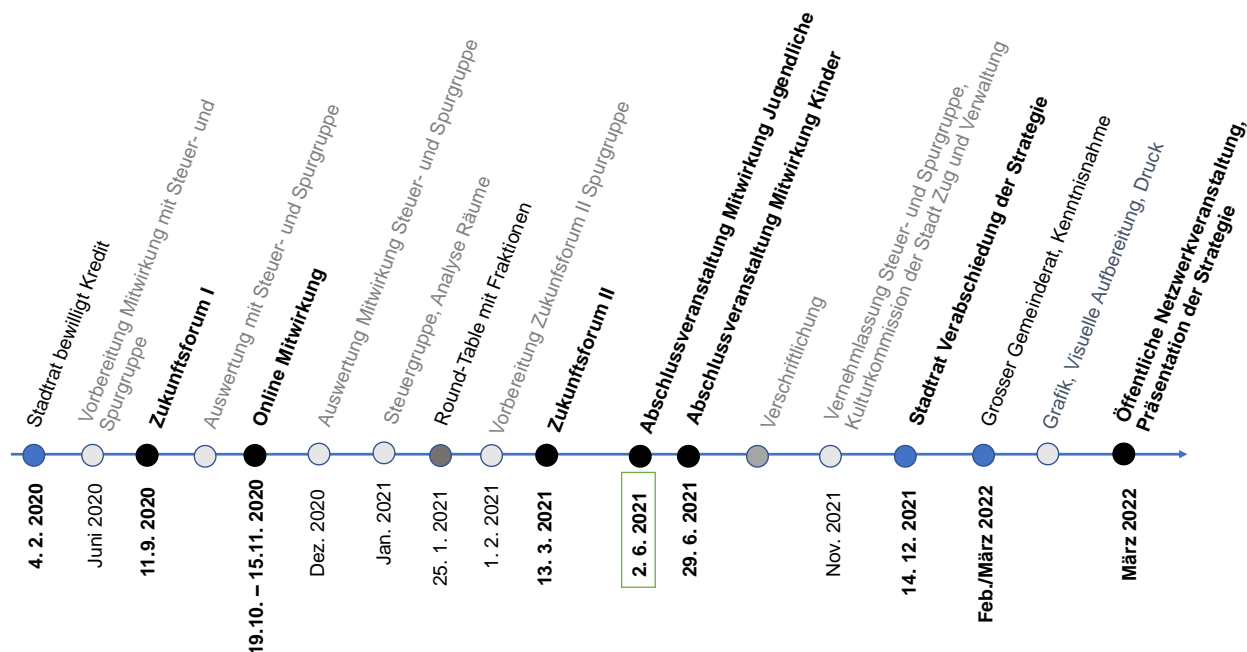 Stadtrat bewilligt Kredit
Vorbereitung Mitwirkung mit Steuer- und
Spurgruppe
Zukunftsforum I
Auswertung mit Steuer- und Spurgruppe
Online Mitwirkung
Auswertung Mitwirkung Steuer- und Spurgruppe
Steuergruppe, Analyse Räume
Round-Table mit Fraktionen
Vorbereitung Zukunfsforum II Spurgruppe
Zukunftsforum II
Abschlussveranstaltung Mitwirkung Jugendliche
Abschlussveranstaltung Mitwirkung Kinder
Verschriftlichung
Vernehmlassung Steuer- und Spurgruppe,
Kulturkommission der Stadt Zug und Verwaltung
Stadtrat Verabschiedung der Strategie
Grosser Gemeinderat, Kenntnisnahme
Grafik, Visuelle Aufbereitung, Druck
Öffentliche Netzwerkveranstaltung,
Präsentation der Strategie
4. 2. 2020
Juni 2020
11.9. 2020
19.10. – 15.11. 2020
Dez. 2020
Jan. 2021
25. 1. 2021
1. 2. 2021
13. 3. 2021
2. 6. 2021
29. 6. 2021
Nov. 2021
14. 12. 2021
Feb./März 2022
März 2022